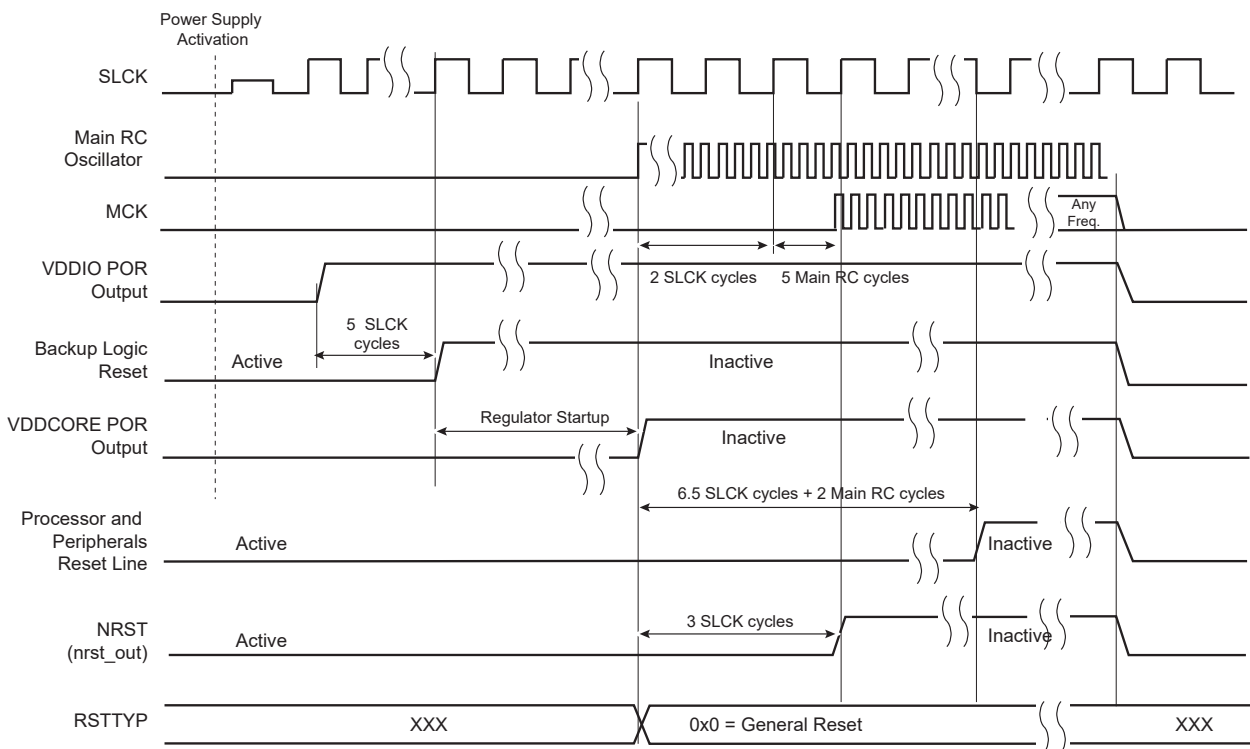 Power Supply
Activation
SLCK
Main RC
Oscillator
MCK
Any
Freq.
2 SLCK cycles
5 Main RC cycles
VDDIO POR
Output
5 SLCK
cycles
Backup Logic
Reset
Active
Inactive
Regulator Startup
VDDCORE POR
Output
Inactive
6.5 SLCK cycles + 2 Main RC cycles
Processor and
Peripherals
Reset Line
Active
Inactive
3 SLCK cycles
NRST
(nrst_out)
Active
Inactive
RSTTYP
XXX
0x0 = General Reset
XXX